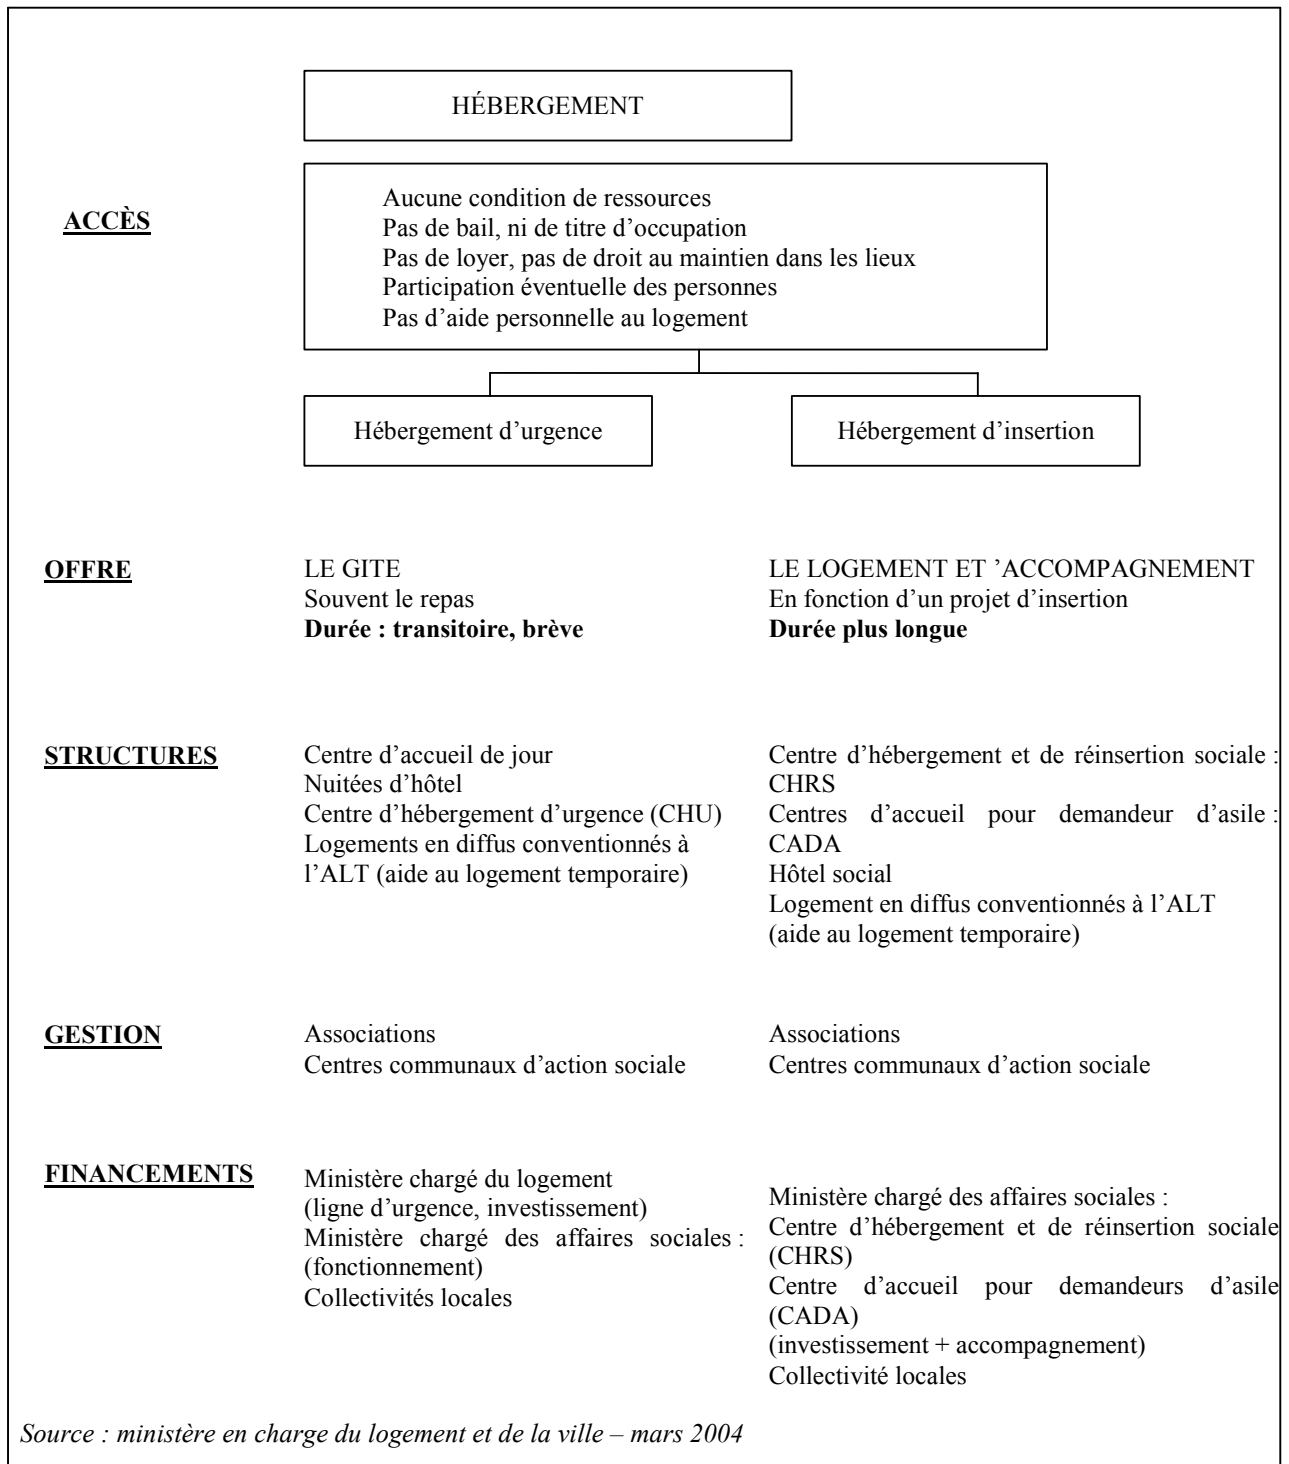 HÉBERGEMENT
ACCÈS
Aucune condition de ressources
Pas de bail, ni de titre d’occupation
Pas de loyer, pas de droit au maintien dans les lieux
Participation éventuelle des personnes
Pas d’aide personnelle au logement
Hébergement d’urgence
Hébergement d’insertion
OFFRE
LE GITE
Souvent le repas
Durée : transitoire, brève
LE LOGEMENT ET ’ACCOMPAGNEMENT
En fonction d’un projet d’insertion
Durée plus longue
STRUCTURES
Centre d’accueil de jour
Nuitées d’hôtel
Centre d’hébergement d’urgence (CHU)
Logements en diffus conventionnés à
l’ALT (aide au logement temporaire)
Centre d’hébergement et de réinsertion sociale :
CHRS
Centres d’accueil pour demandeur d’asile :
CADA
Hôtel social
Logement en diffus conventionnés à l’ALT
(aide au logement temporaire)
GESTION
Associations
Centres communaux d’action sociale
Associations
Centres communaux d’action sociale
FINANCEMENTS
Ministère chargé du logement
(ligne d’urgence, investissement)
Ministère chargé des affaires sociales :
(fonctionnement)
Collectivités locales
Ministère chargé des affaires sociales :
Centre d’hébergement et de réinsertion sociale
(CHRS)
Centre d’accueil pour demandeurs d’asile
(CADA)
(investissement + accompagnement)
Collectivité locales
Source : ministère en charge du logement et de la ville – mars 2004